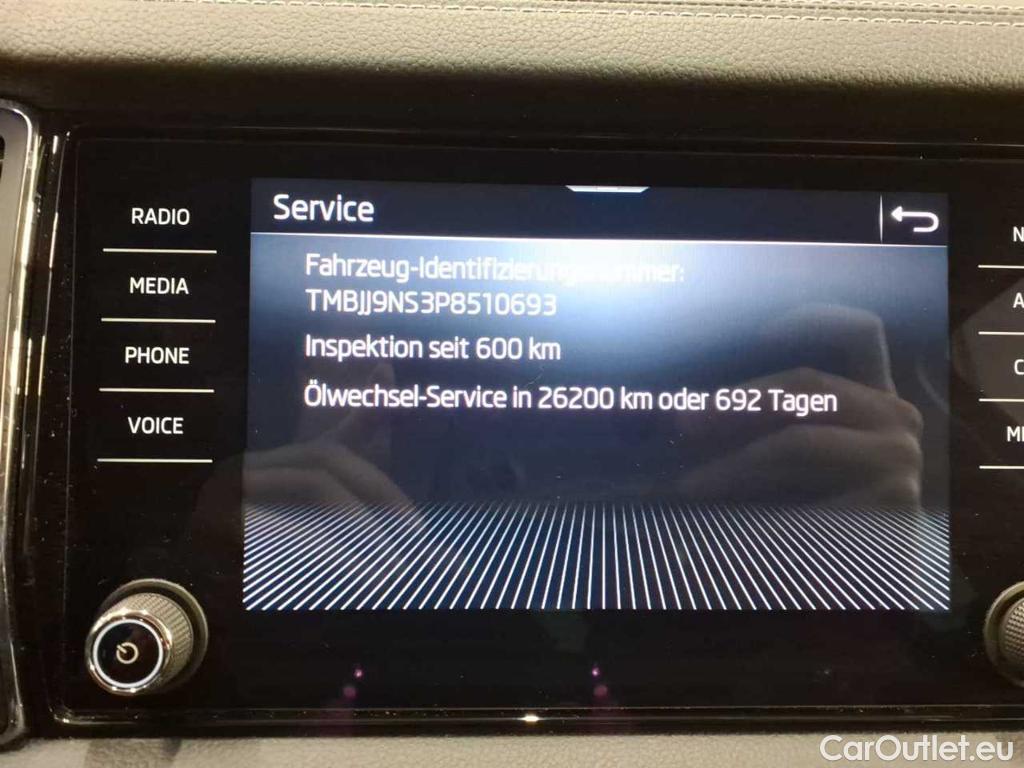 Service
RADIO
MEDIA
PHONE
VOICE
Fahrzeug-Identifizierungsnummer:
TMBJJ9NS3P8510693
Inspektion seit 600 km
Ölwechsel-Service in 26200 km oder 692 Tagen
CarOutlet.eu